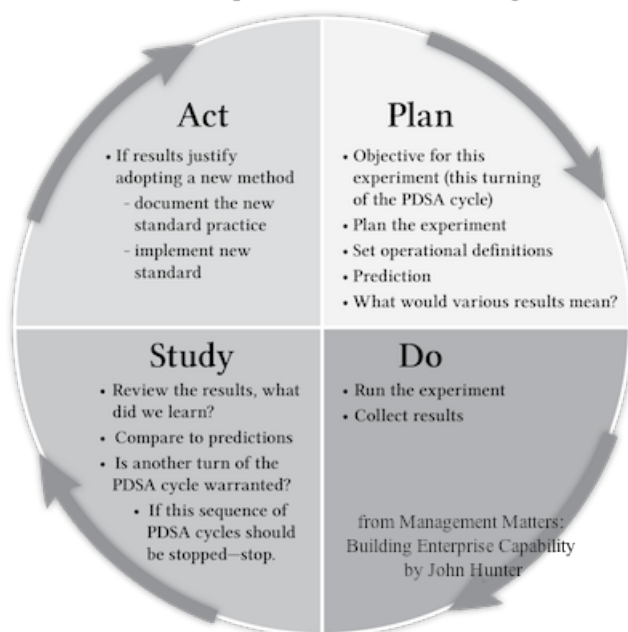 Act
• If results justify
adopting a new method
- document the new
standard practice
- implement new
standard
Plan
• Objective for this
experiment (this turning
of the PDSA cycle)
• Plan the experiment
• Set operational definitions
• Prediction
• What would various results mean?
Study
• Review the results, what
did we learn?
• Compare to predictions
• Is another turn of the
PDSA cycle warranted?
• If this sequence of
PDSA cycles should
be stopped—stop.
Do
• Run the experiment
• Collect results
from Management Matters:
Building Enterprise Capability
by John Hunter